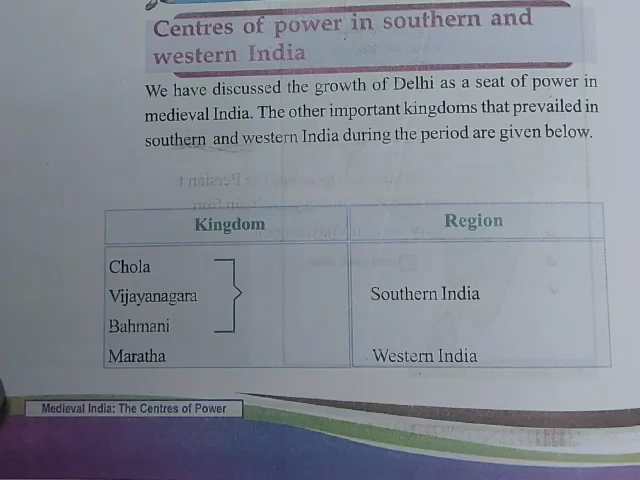 Centres of power in southern and
western India
We have discussed the growth of Delhi as a seat of power in
medieval India. The other important kingdoms that prevailed in
southern and western India during the period are given below.
Kingdom Region
Chola
Vijayanagara Southern India
Bahmani
Maratha Western India
Medieval India: The Centres of Power